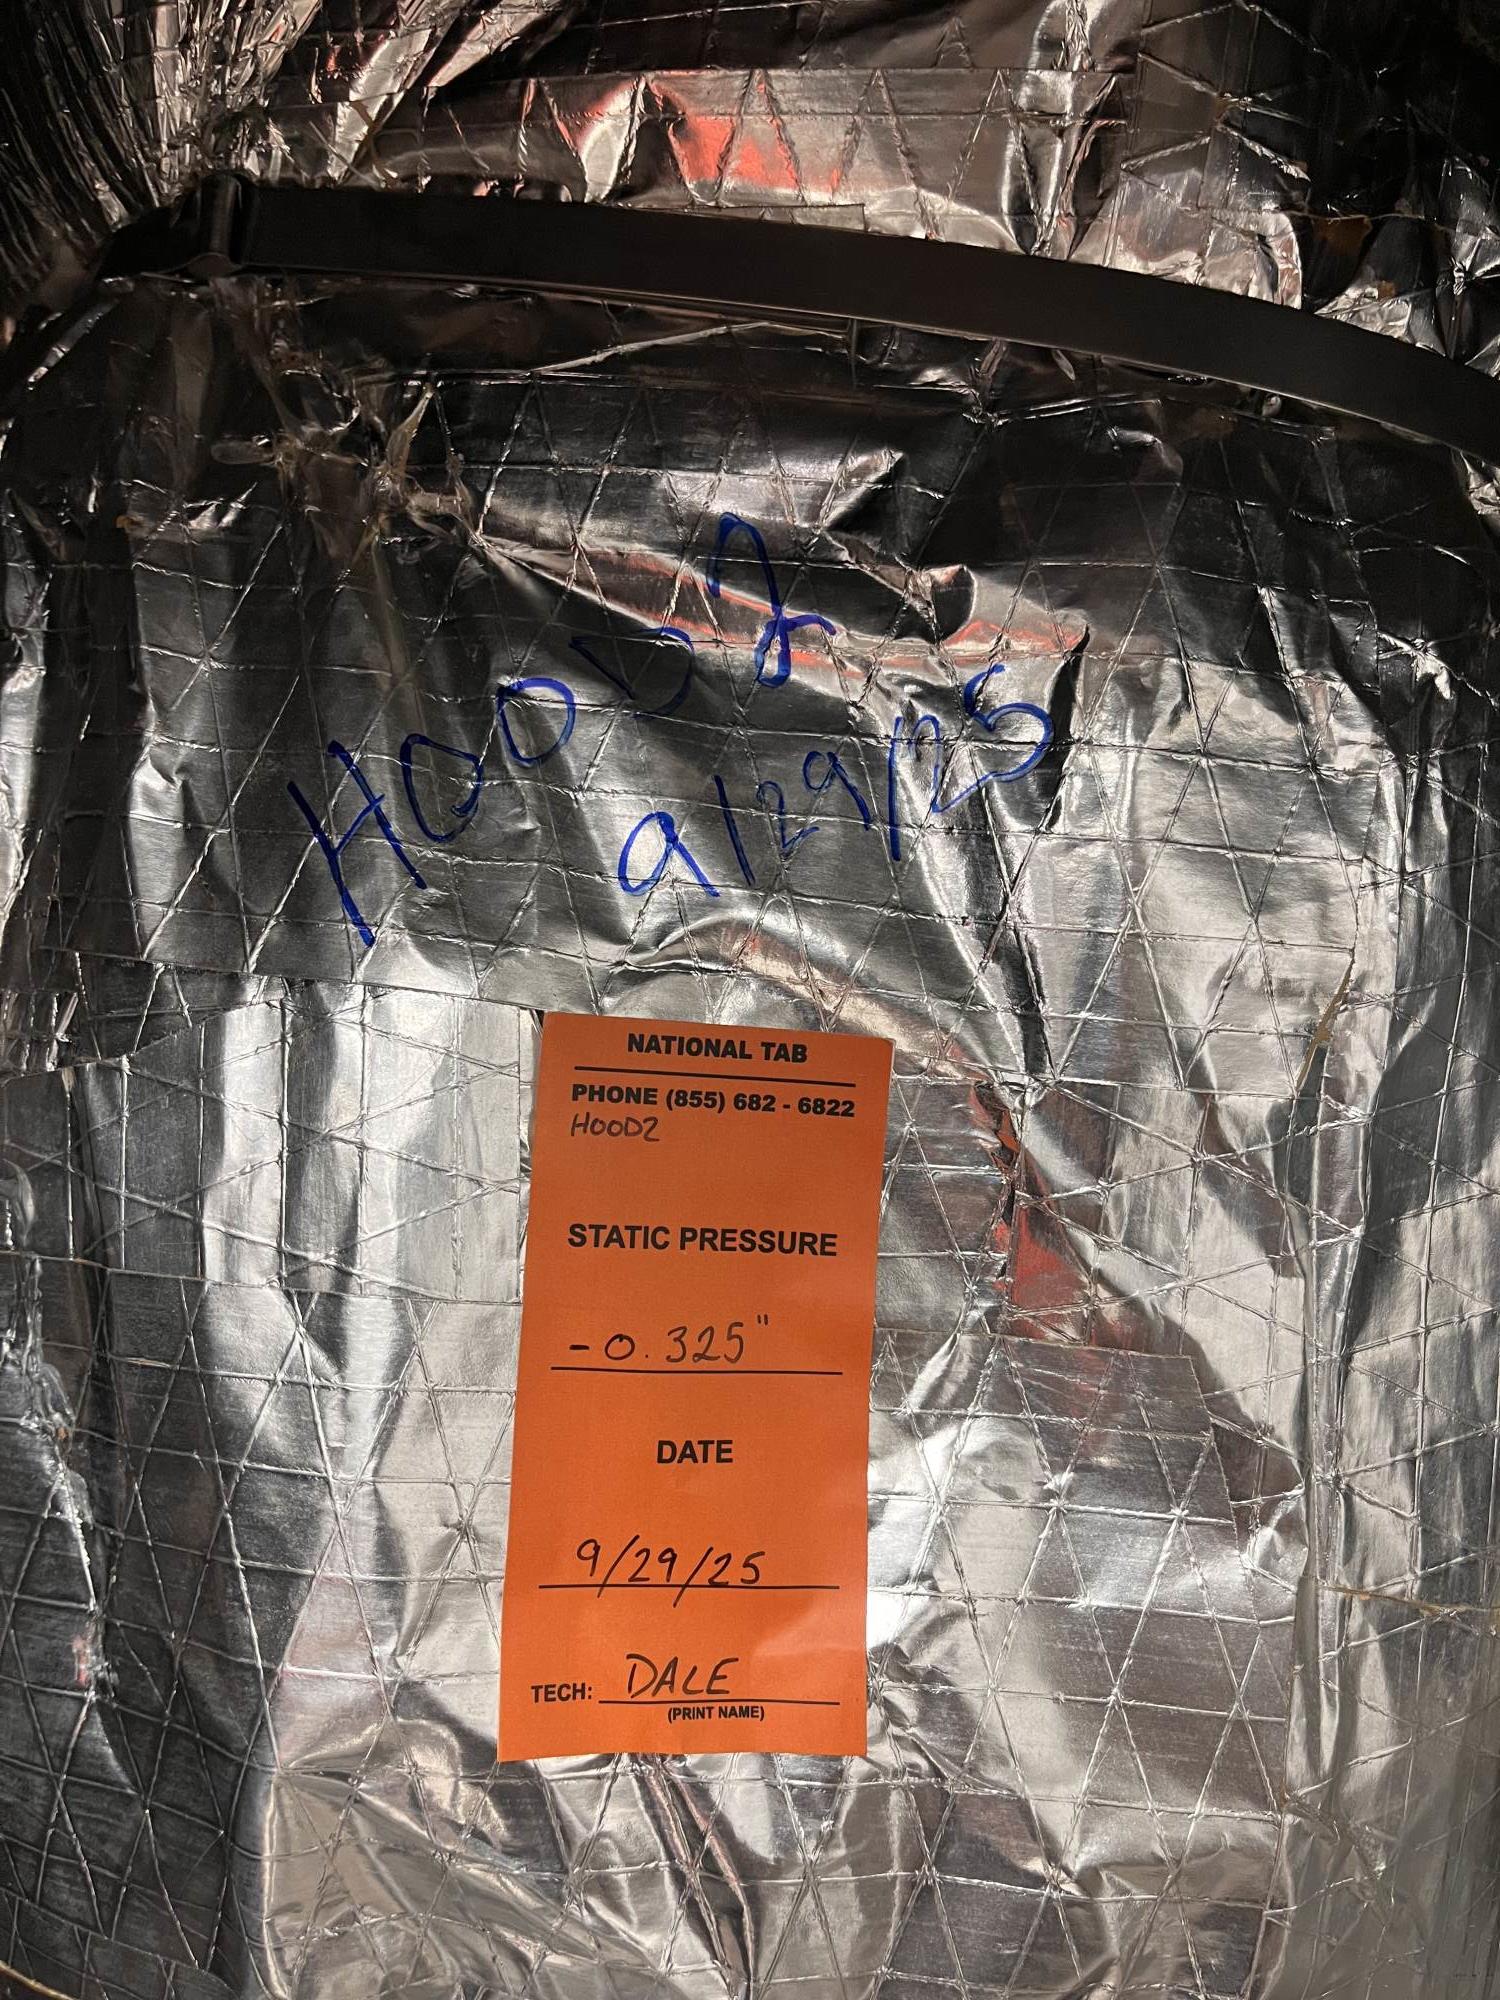 HOOD 2
9/29/25
NATIONAL TAB
PHONE (855) 682 - 6822
HOOD2
STATIC PRESSURE
-0.325"
DATE
9/29/25
TECH: DALE
(PRINT NAME)